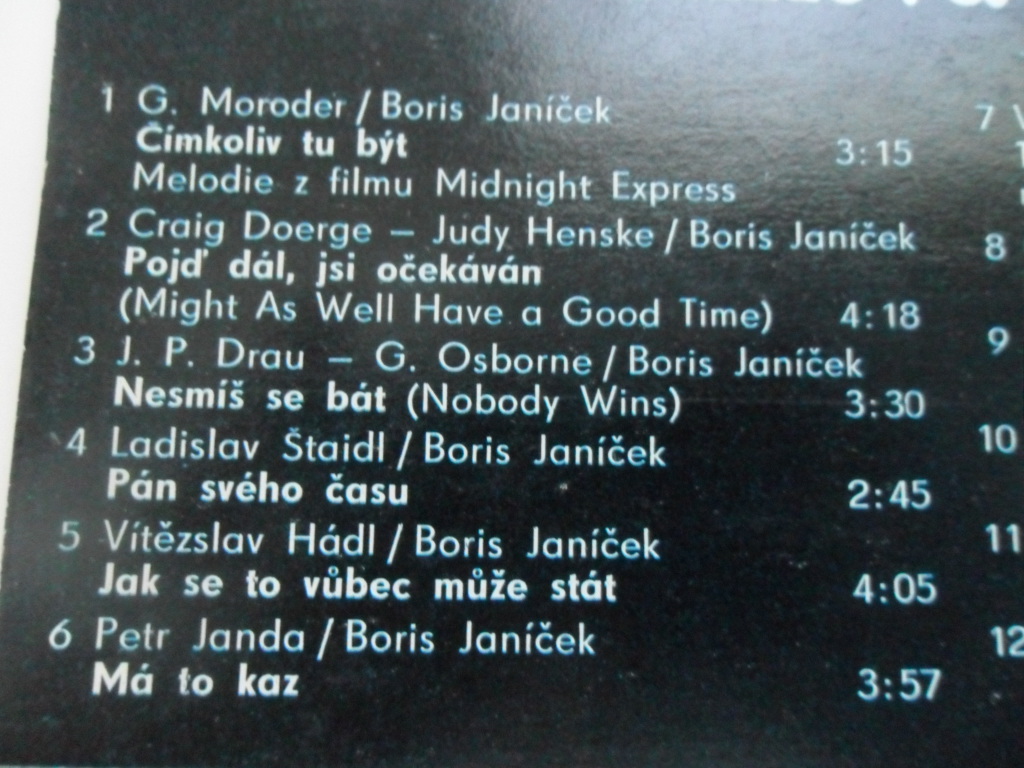 1 G. Moroder / Boris Janíček
Čímkoliv tu být 3:15
Melodie z filmu Midnight Express
2 Craig Doerge – Judy Henske / Boris Janíček
Pojď dál, jsi očekáván
(Might As Well Have a Good Time) 4:18
3 J. P. Drau – G. Osborne / Boris Janíček
Nesmíš se bát (Nobody Wins) 3:30
4 Ladislav Štaidl / Boris Janíček
Pán svého času 2:45
5 Vítězslav Hádl / Boris Janíček
Jak se to vůbec může stát 4:05
6 Petr Janda / Boris Janíček
Má to kaz 3:57
7
8
9
10
11
12